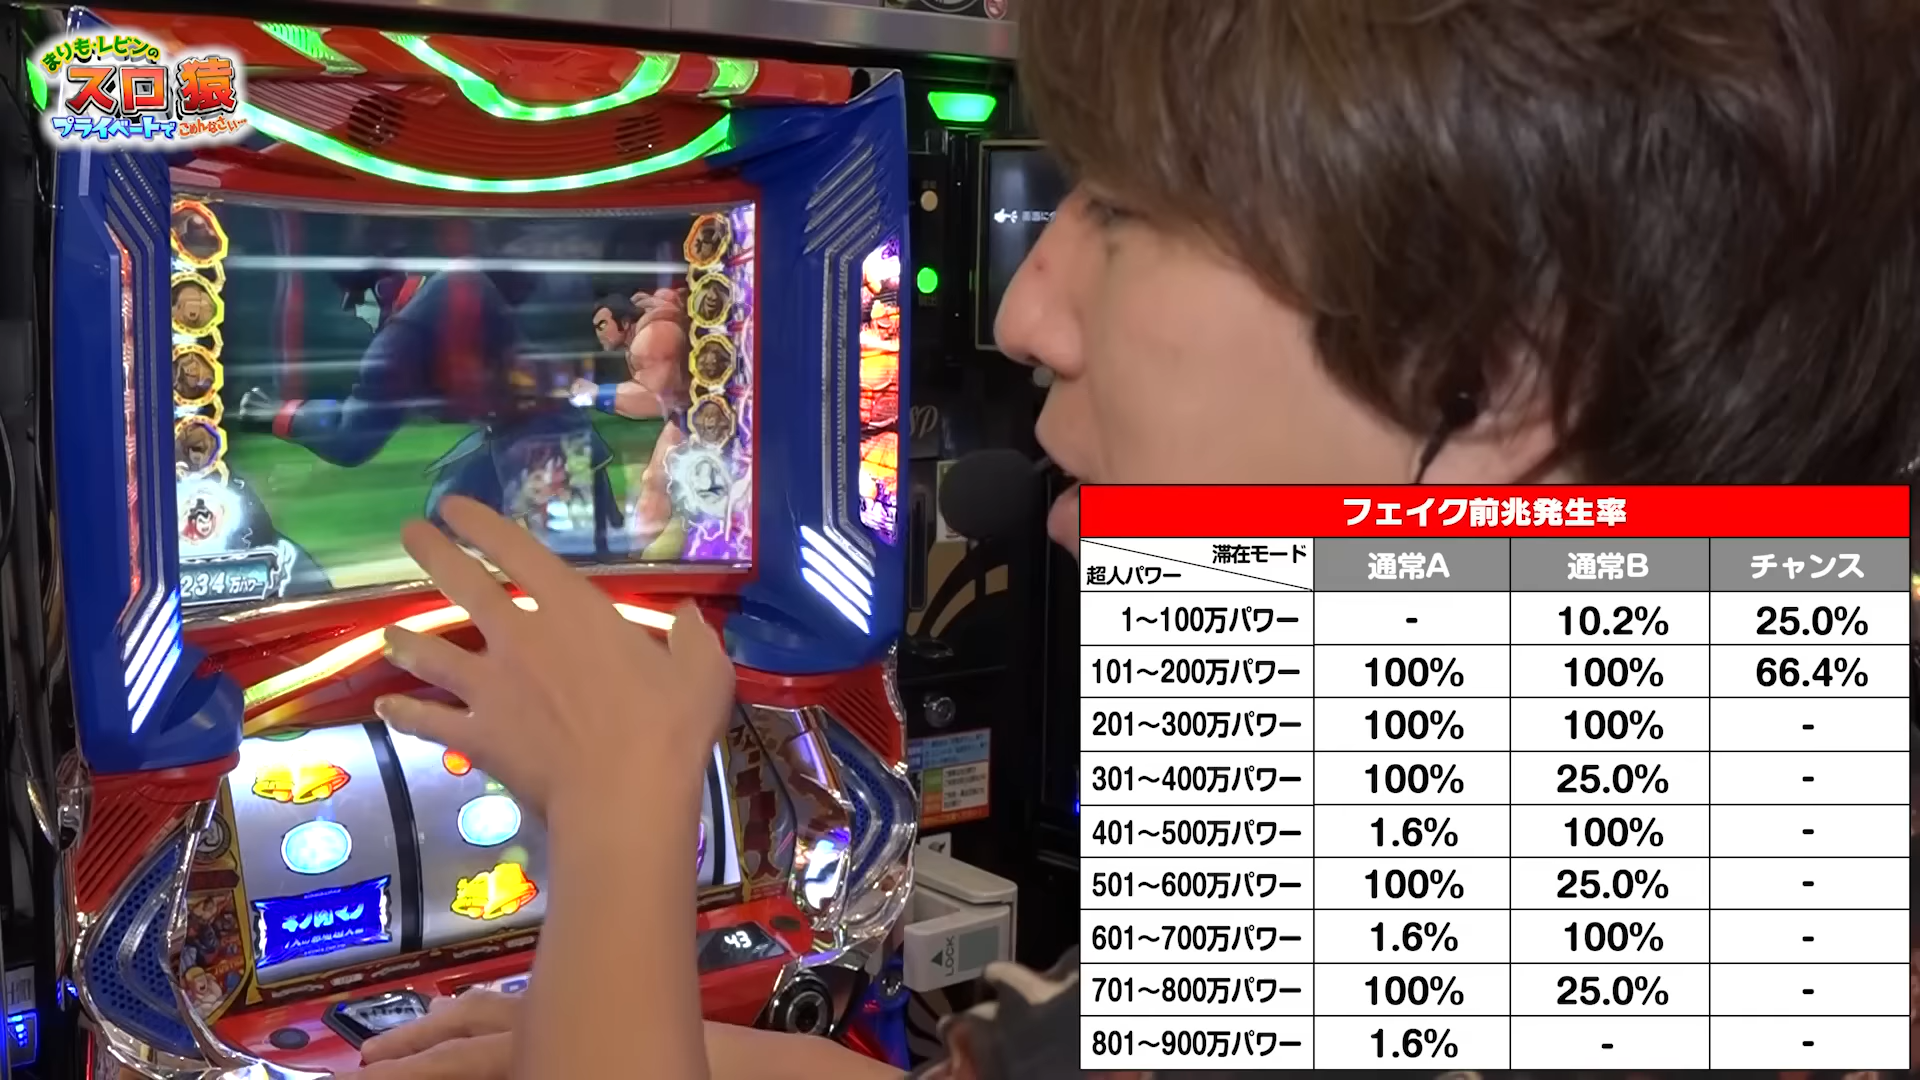 まりも・レビンの
スロ猿
プライベートで ごめんなさい…
画面に
234万パワー
43
LOCK
フェイク前兆発生率
滞在モード
超人パワー 通常A 通常B チャンス
1〜100万パワー - 10.2% 25.0%
101〜200万パワー 100% 100% 66.4%
201〜300万パワー 100% 100% -
301〜400万パワー 100% 25.0% -
401〜500万パワー 1.6% 100% -
501〜600万パワー 100% 25.0% -
601〜700万パワー 1.6% 100% -
701〜800万パワー 100% 25.0% -
801〜900万パワー 1.6% - -